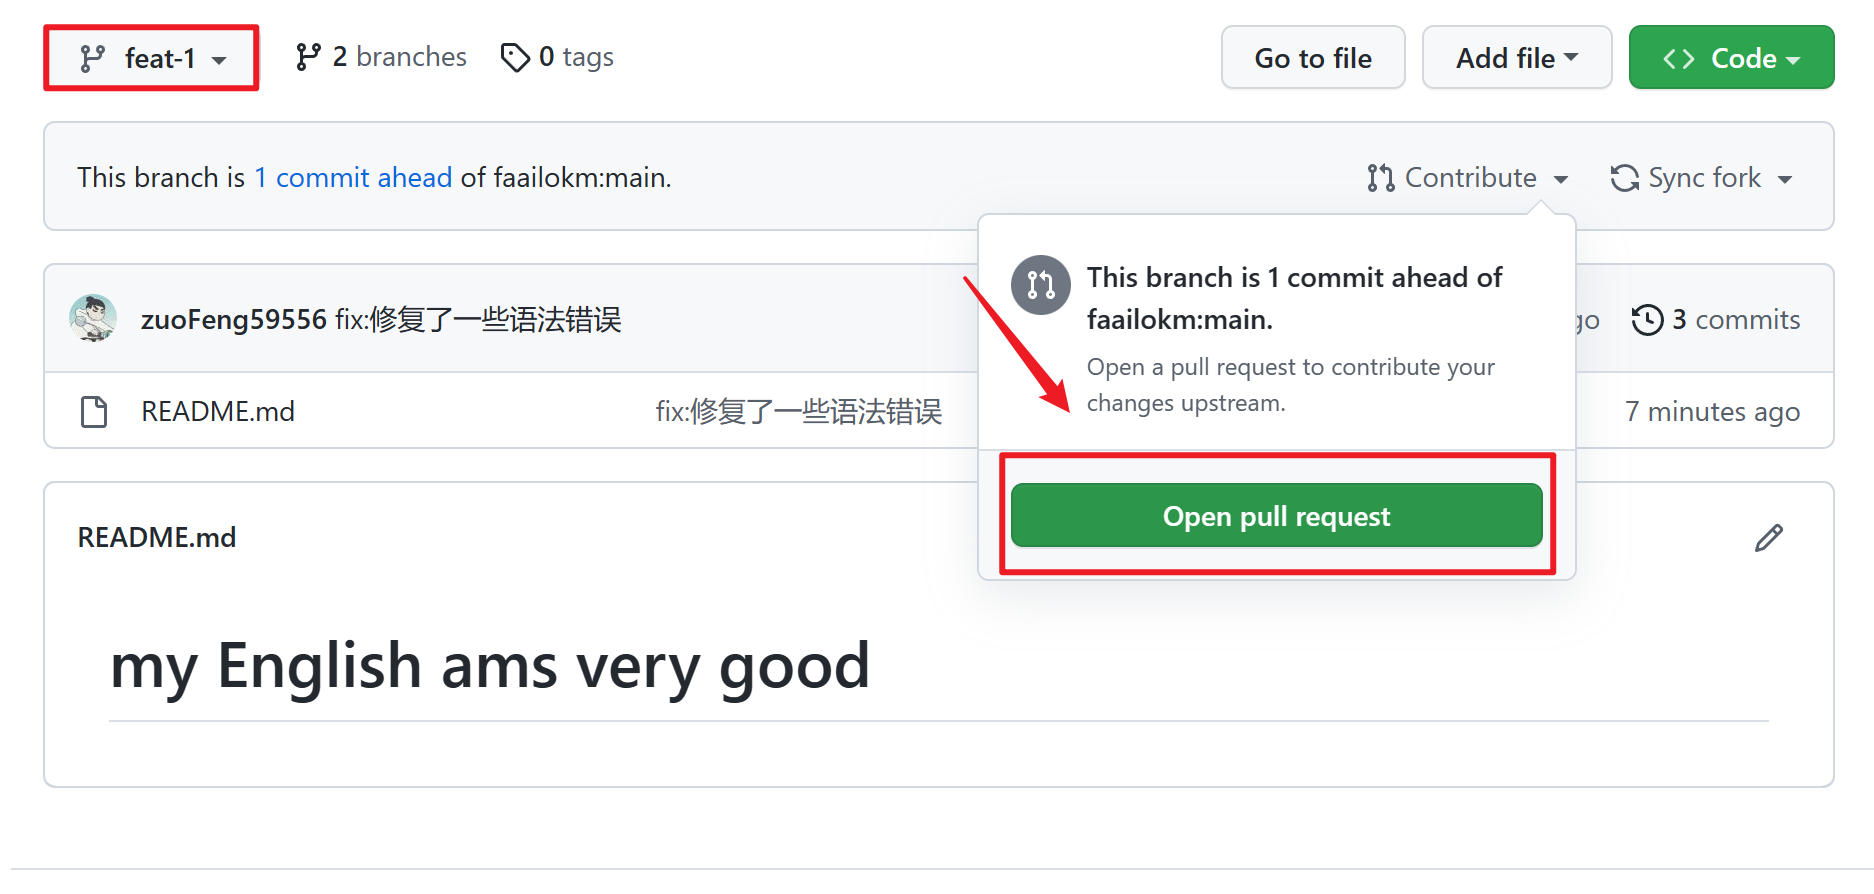 feat-1 2 branches 0 tags Go to file Add file <> Code
This branch is 1 commit ahead of faailokm:main. Contribute Sync fork
This branch is 1 commit ahead of
faailokm:main.
Open a pull request to contribute your
changes upstream.
Open pull request
zuoFeng59556 fix:修复了一些语法错误 3 commits
README.md fix:修复了一些语法错误 7 minutes ago
README.md
my English ams very good